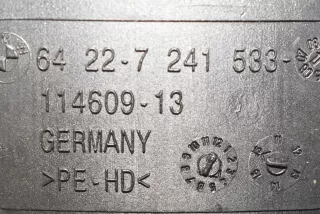 64 22-7 241 533-
114609-13
GERMANY
>PE-HD<